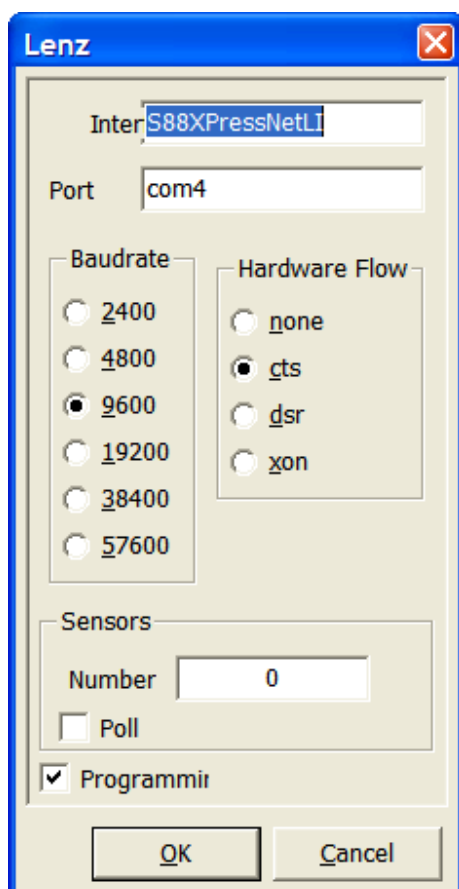 Lenz
Inter S88XPressNetLI
Port com4
Baudrate
2400
4800
9600
19200
38400
57600
Hardware Flow
none
cts
dsr
xon
Sensors
Number 0
Poll
Programmin
OK Cancel